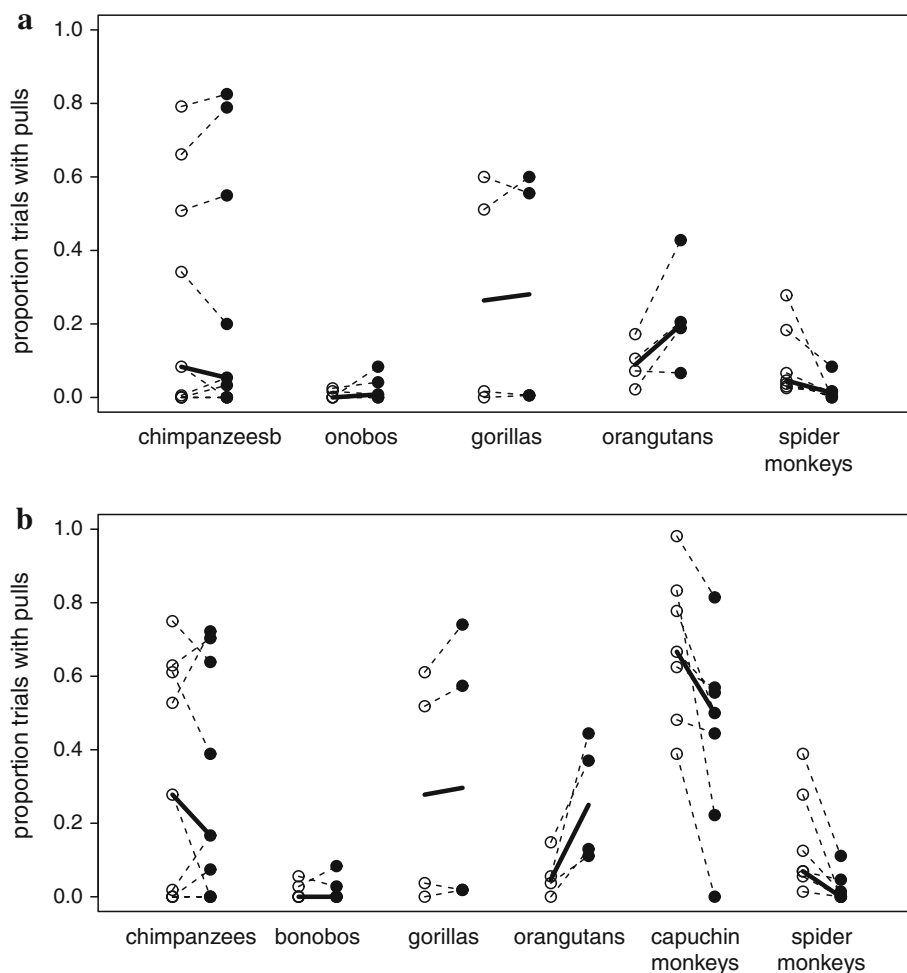 a
proportion trials with pulls
1.0
0.8
0.6
0.4
0.2
0.0
chimpanzeesb onobos gorillas orangutans spider
monkeys
b
proportion trials with pulls
1.0
0.8
0.6
0.4
0.2
0.0
chimpanzees bonobos gorillas orangutans capuchin spider
monkeys monkeys